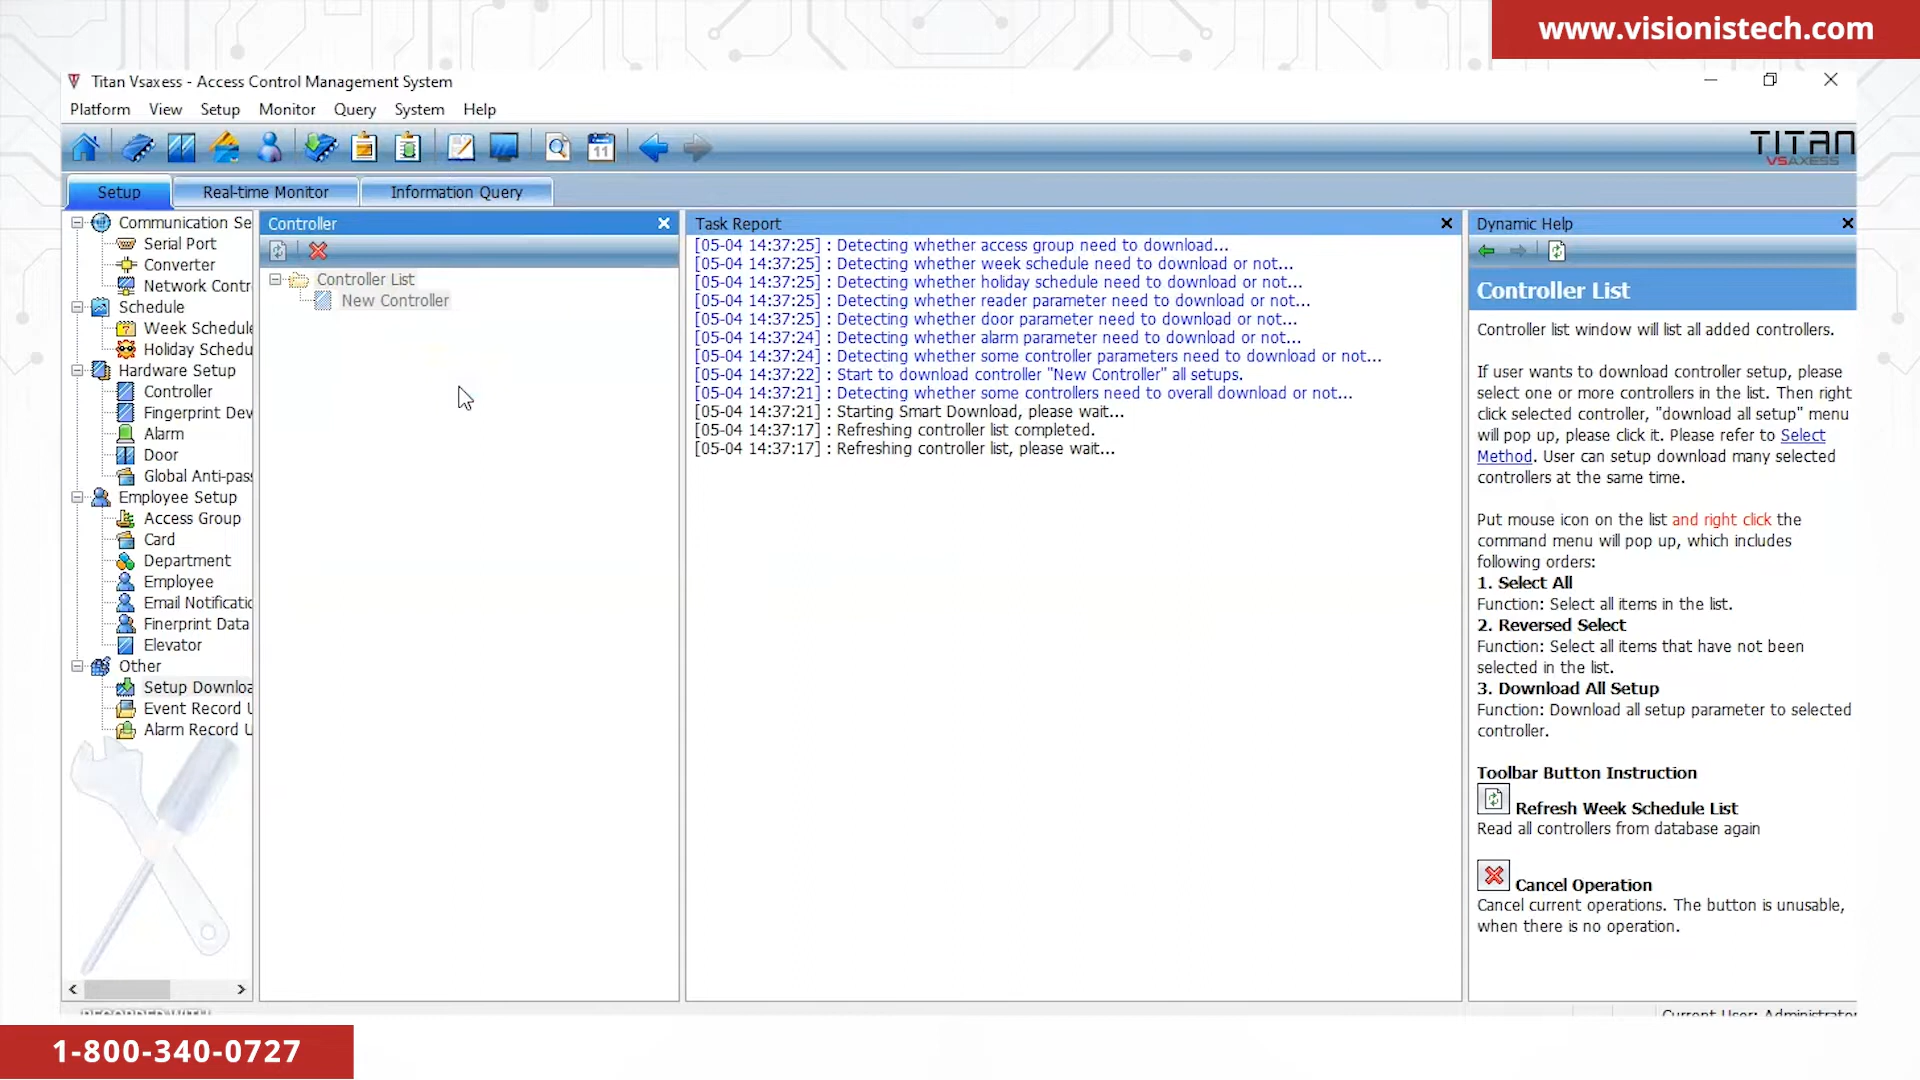 www.visionistech.com
Titan Vsaxess - Access Control Management System
Platform View Setup Monitor Query System Help
11
TITAN
VSAXESS
Setup Real-time Monitor Information Query
Communication Se
Serial Port
Converter
Network Contr
Schedule
7 Week Schedule
Holiday Schedu
Hardware Setup
Controller
Fingerprint Dev
Alarm
Door
Global Anti-pass
Employee Setup
Access Group
Card
Department
Employee
Email Notificatio
Finerprint Data
Elevator
Other
Setup Downloa
Event Record U
Alarm Record U
Controller
Controller List
New Controller
Task Report
[05-04 14:37:25] : Detecting whether access group need to download...
[05-04 14:37:25] : Detecting whether week schedule need to download or not...
[05-04 14:37:25] : Detecting whether holiday schedule need to download or not...
[05-04 14:37:25] : Detecting whether reader parameter need to download or not...
[05-04 14:37:25] : Detecting whether door parameter need to download or not...
[05-04 14:37:24] : Detecting whether alarm parameter need to download or not...
[05-04 14:37:24] : Detecting whether some controller parameters need to download or not...
[05-04 14:37:22] : Start to download controller "New Controller" all setups.
[05-04 14:37:21] : Detecting whether some controllers need to overall download or not...
[05-04 14:37:21] : Starting Smart Download, please wait...
[05-04 14:37:17] : Refreshing controller list completed.
[05-04 14:37:17] : Refreshing controller list, please wait...
Dynamic Help
Controller List
Controller list window will list all added controllers.
If user wants to download controller setup, please
select one or more controllers in the list. Then right
click selected controller, "download all setup" menu
will pop up, please click it. Please refer to Select
Method. User can setup download many selected
controllers at the same time.
Put mouse icon on the list and right click the
command menu will pop up, which includes
following orders:
1. Select All
Function: Select all items in the list.
2. Reversed Select
Function: Select all items that have not been
selected in the list.
3. Download All Setup
Function: Download all setup parameter to selected
controller.
Toolbar Button Instruction
Refresh Week Schedule List
Read all controllers from database again
Cancel Operation
Cancel current operations. The button is unusable,
when there is no operation.
RECORDED WITH
Current User: Administrator
1-800-340-0727